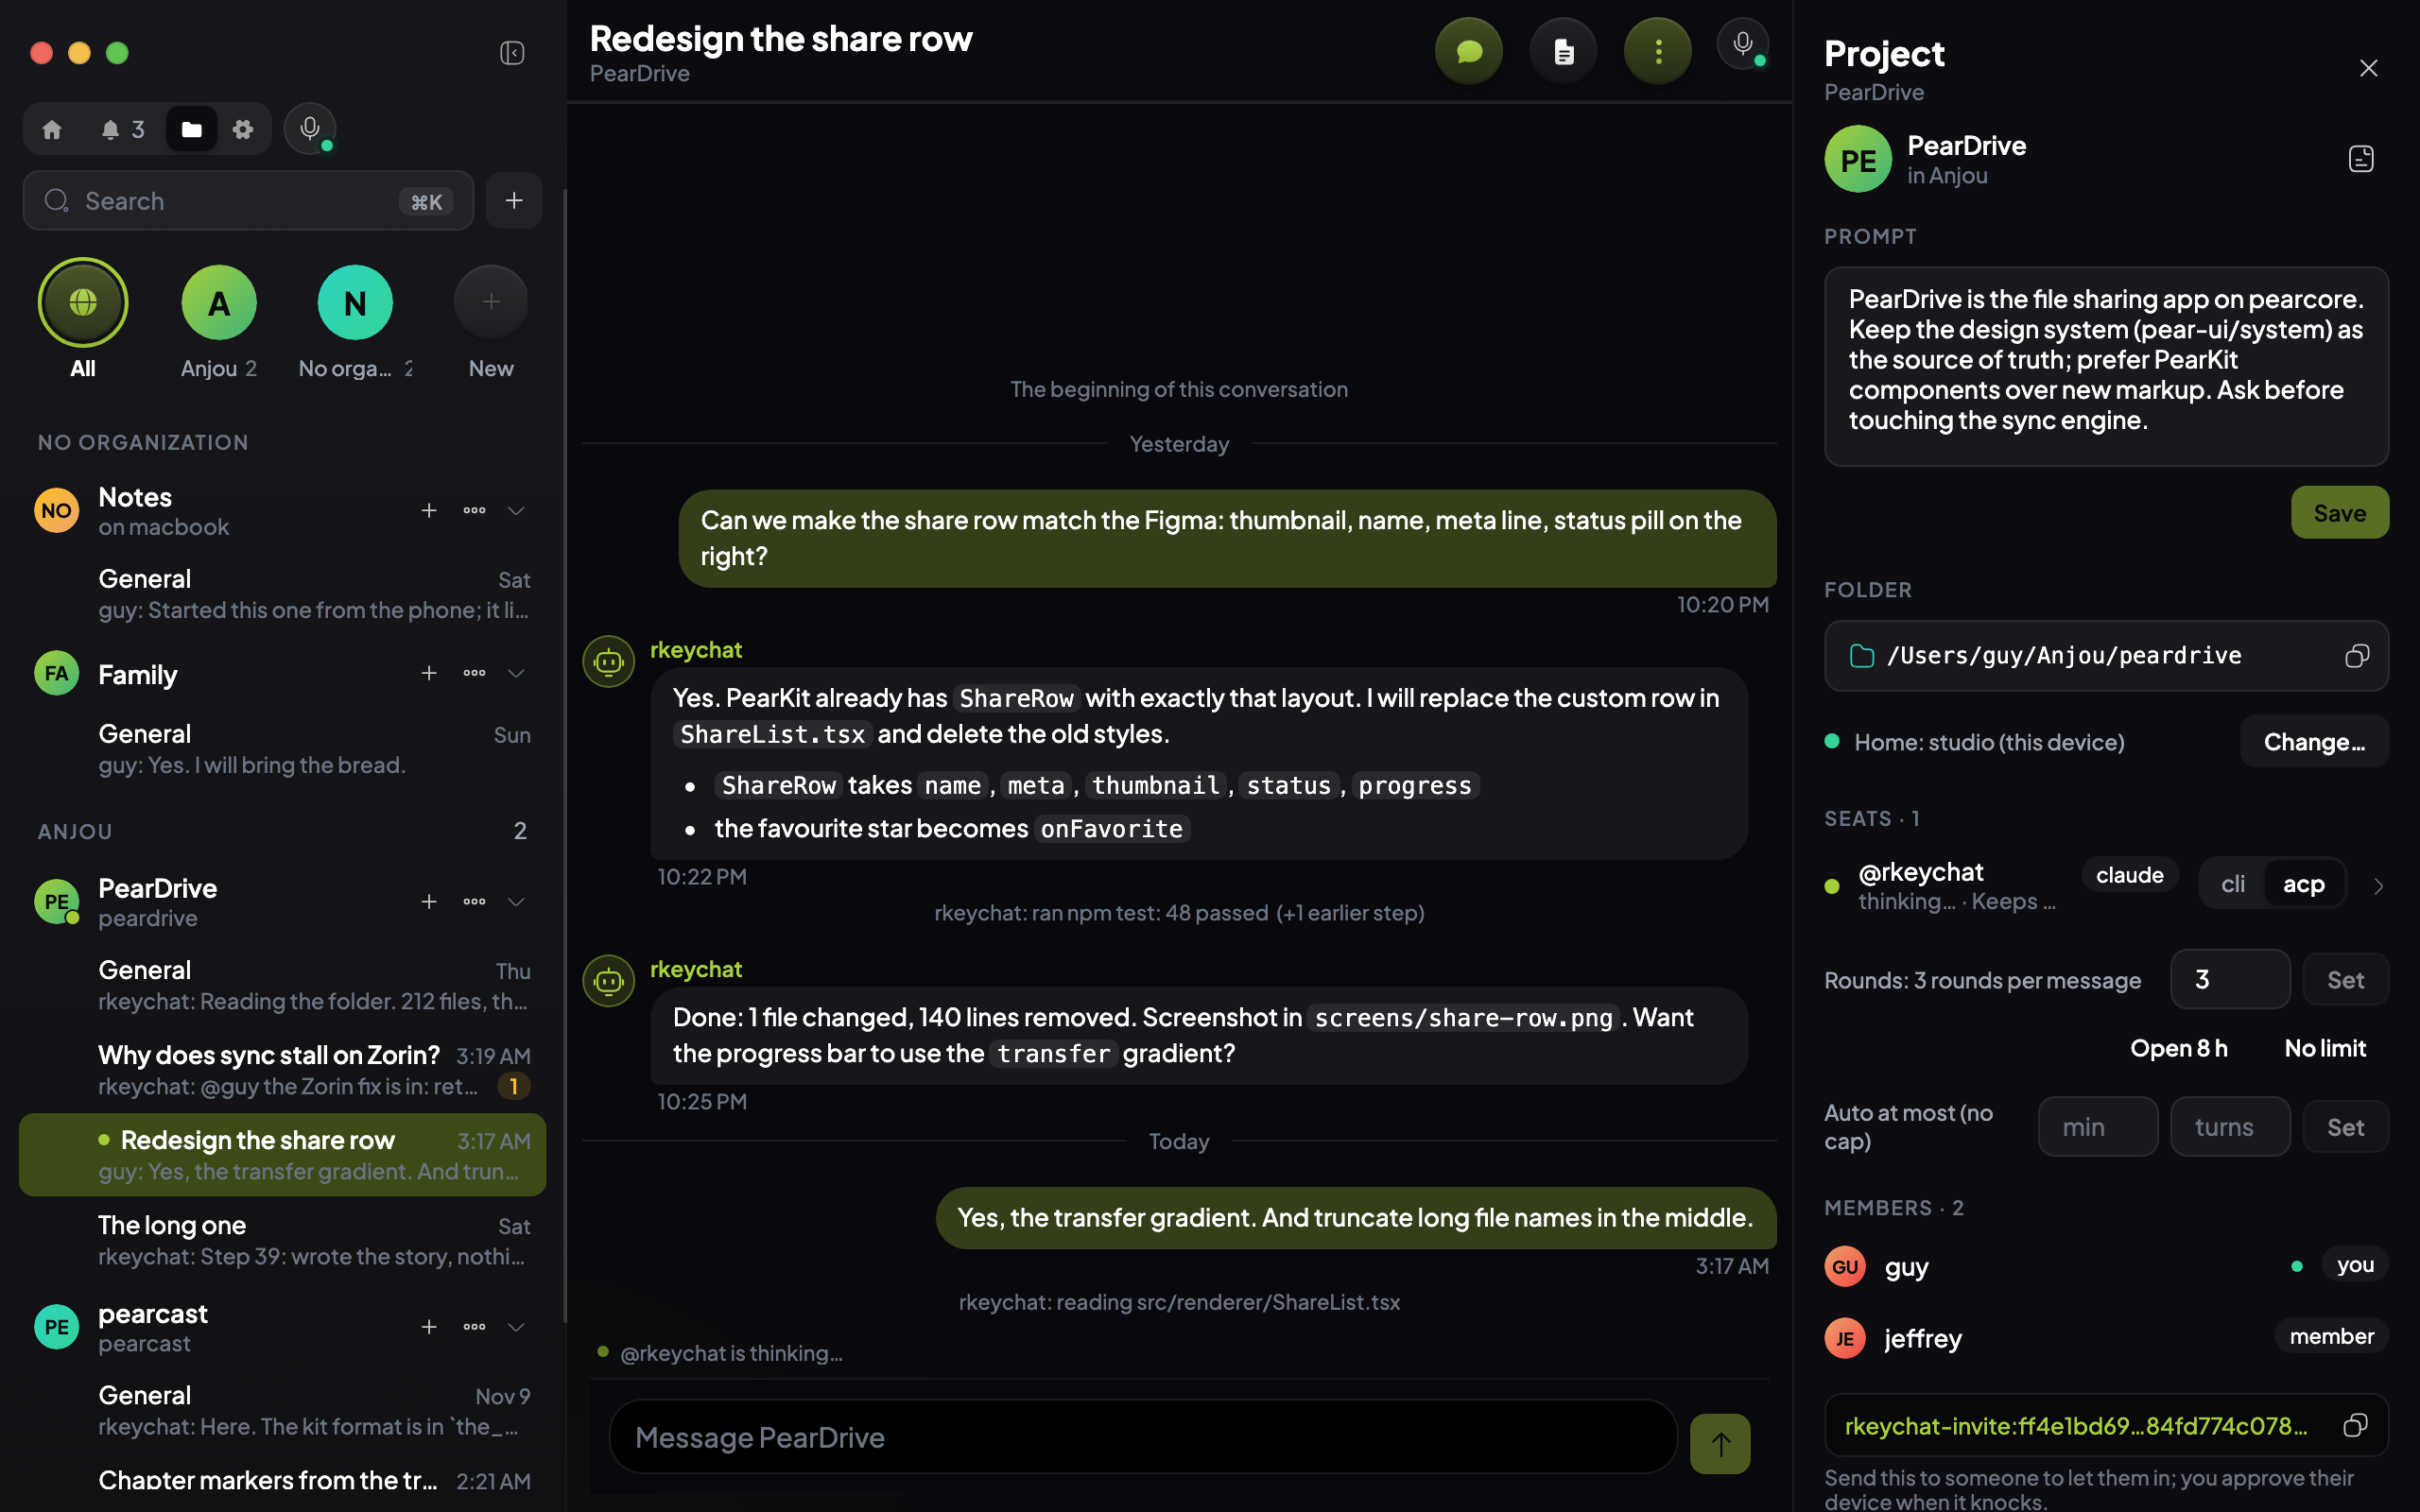 3
Search
⌘K
A
N
All
Anjou 2
No orga...
New
NO ORGANIZATION
NO
Notes
on macbook
General
Sat
guy: Started this one from the phone; it li...
FA
Family
General
Sun
guy: Yes. I will bring the bread.
ANJOU
2
PE
PearDrive
peardrive
General
Thu
rkeychat: Reading the folder. 212 files, th...
Why does sync stall on Zorin?
3:19 AM
rkeychat: @guy the Zorin fix is in: ret...
1
Redesign the share row
3:17 AM
guy: Yes, the transfer gradient. And trun...
The long one
Sat
rkeychat: Step 39: wrote the story, nothi...
PE
pearcast
pearcast
General
Nov 9
rkeychat: Here. The kit format is in `the_...
Chapter markers from the tr...
2:21 AM
Redesign the share row
PearDrive
The beginning of this conversation
Yesterday
Can we make the share row match the Figma: thumbnail, name, meta line, status pill on the
right?
10:20 PM
rkeychat
Yes. PearKit already has ShareRow with exactly that layout. I will replace the custom row in
ShareList.tsx and delete the old styles.
• ShareRow takes name, meta, thumbnail, status, progress
• the favourite star becomes onFavorite
10:22 PM
rkeychat: ran npm test: 48 passed (+1 earlier step)
rkeychat
Done: 1 file changed, 140 lines removed. Screenshot in screens/share-row.png. Want
the progress bar to use the transfer gradient?
10:25 PM
Today
Yes, the transfer gradient. And truncate long file names in the middle.
3:17 AM
rkeychat: reading src/renderer/ShareList.tsx
@rkeychat is thinking...
Message PearDrive
Project
PearDrive
PE
PearDrive
in Anjou
PROMPT
PearDrive is the file sharing app on pearcore.
Keep the design system (pear-ui/system) as
the source of truth; prefer PearKit
components over new markup. Ask before
touching the sync engine.
Save
FOLDER
/Users/guy/Anjou/peardrive
Home: studio (this device)
Change...
SEATS · 1
@rkeychat
thinking... · Keeps ...
claude
cli
acp
Rounds: 3 rounds per message
3
Set
Open 8 h
No limit
Auto at most (no
cap)
min
turns
Set
MEMBERS · 2
GU
guy
you
JE
jeffrey
member
rkeychat-invite:ff4e1bd69...84fd774c078...
Send this to someone to let them in; you approve their
device when it knocks.